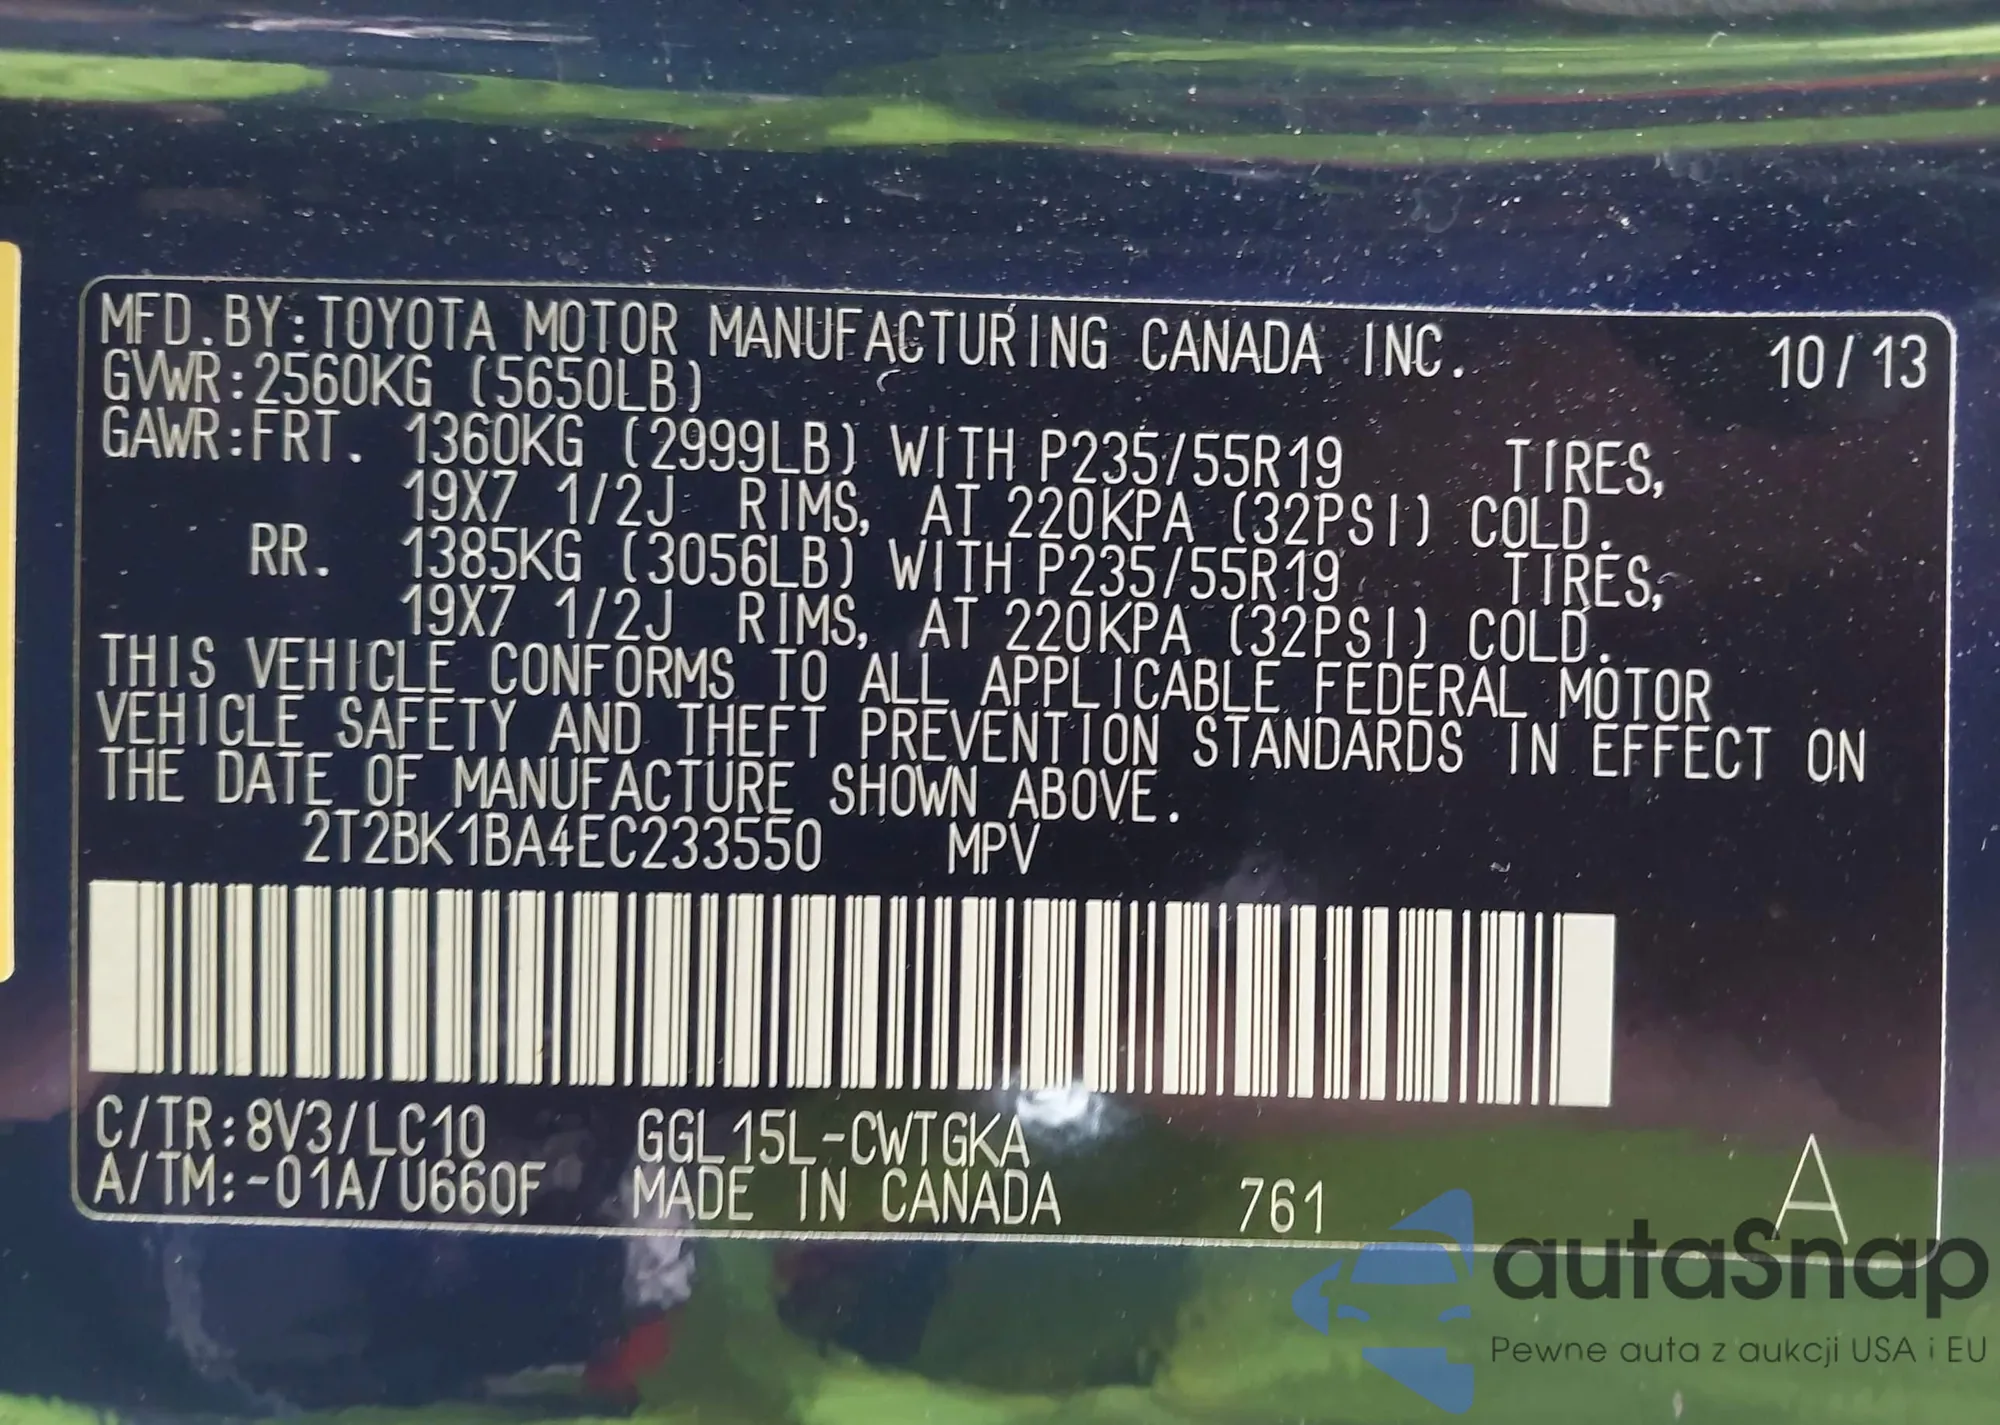 MFD.BY:TOYOTA MOTOR MANUFACTURING CANADA INC. 10/13
GVWR:2560KG (5650LB)
GAWR:FRT. 1360KG (2999LB) WITH P235/55R19 TIRES,
19X7 1/2J RIMS, AT 220KPA (32PSI) COLD.
RR. 1385KG (3056LB) WITH P235/55R19 TIRES,
19X7 1/2J RIMS, AT 220KPA (32PSI) COLD.
THIS VEHICLE CONFORMS TO ALL APPLICABLE FEDERAL MOTOR
VEHICLE SAFETY AND THEFT PREVENTION STANDARDS IN EFFECT ON
THE DATE OF MANUFACTURE SHOWN ABOVE.
2T2BK1BA4EC233550 MPV
C/TR:8V3/LC10 GGL15L-CWTGKA
A/TM:-01A/U660F MADE IN CANADA 761 A
autaSnap
Pewne auta z aukcji USA i EU